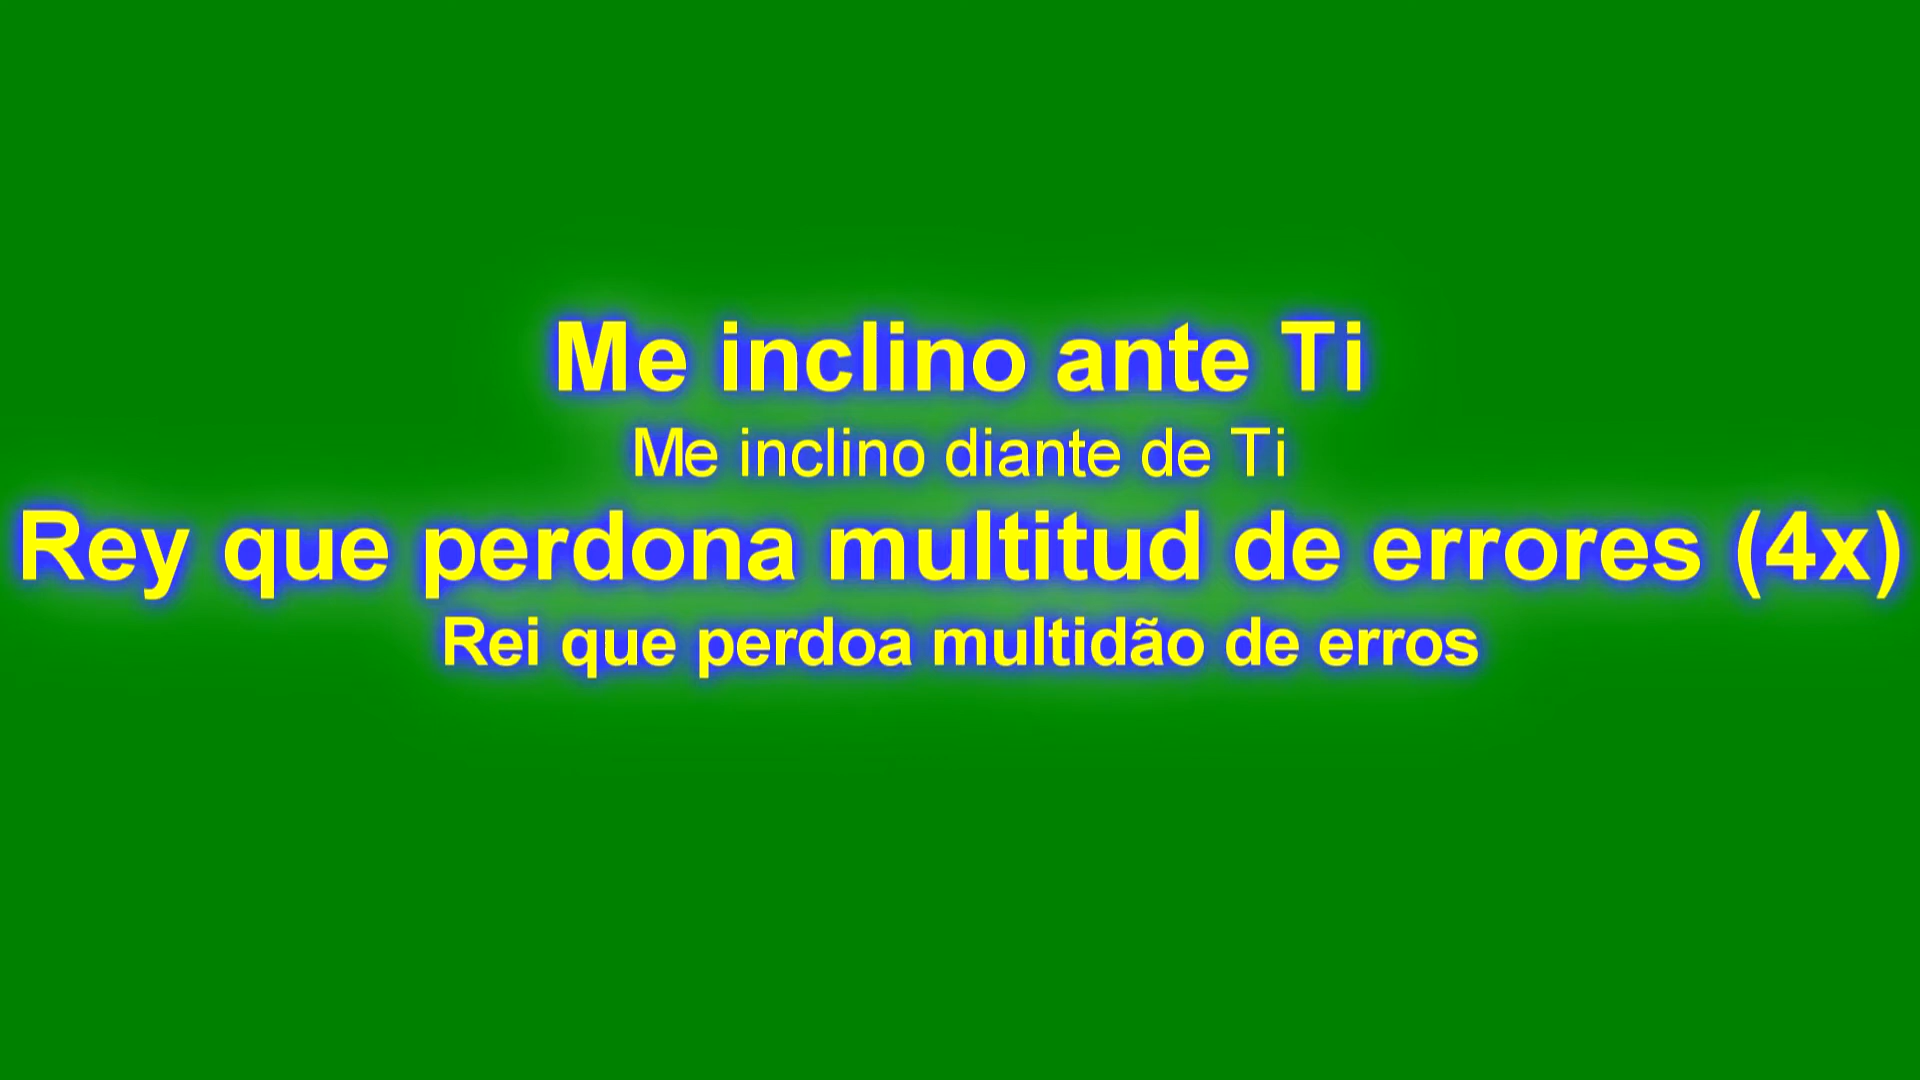 Me inclino ante Ti
Me inclino diante de Ti
Rey que perdona multitud de errores (4x)
Rei que perdoa multidão de erros